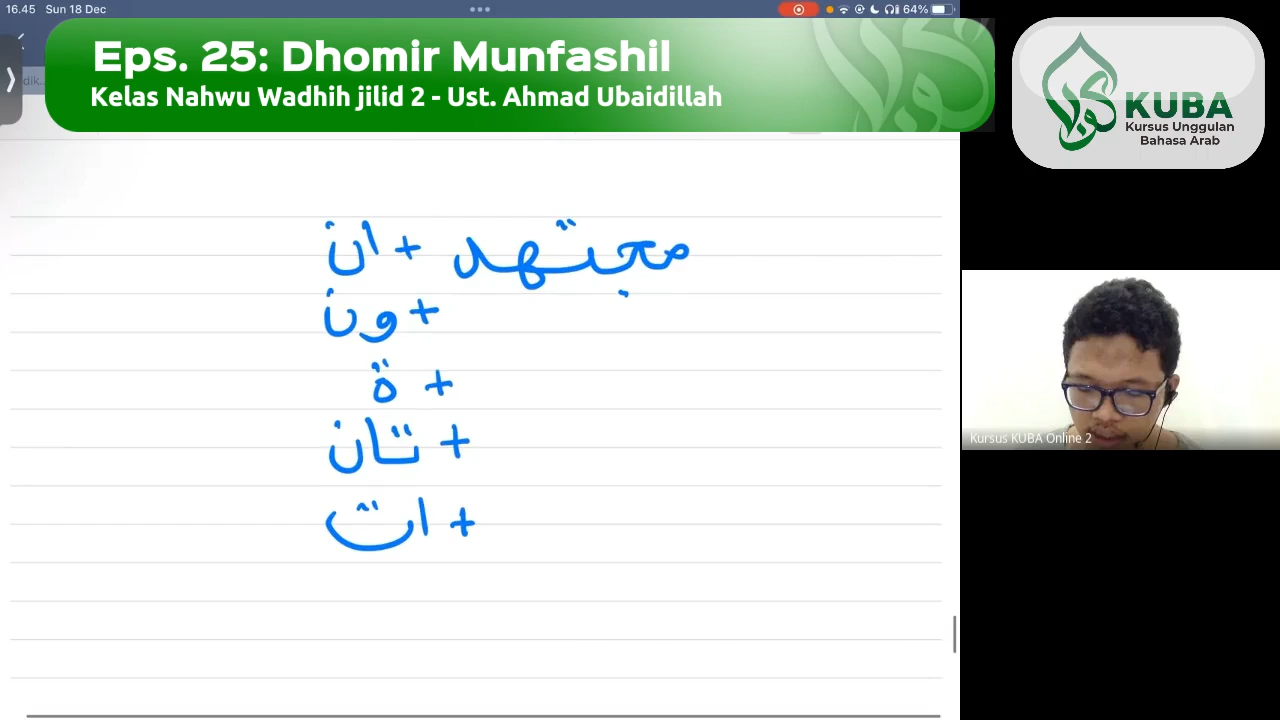 16.45 Sun 18 Dec
64%
dik...
Eps. 25: Dhomir Munfashil
Kelas Nahwu Wadhih jilid 2 - Ust. Ahmad Ubaidillah
KUBA
Kursus Unggulan
Bahasa Arab
مجتهد + ان
+ ون
+ ة
+ تان
+ ات
Kursus KUBA Online 2